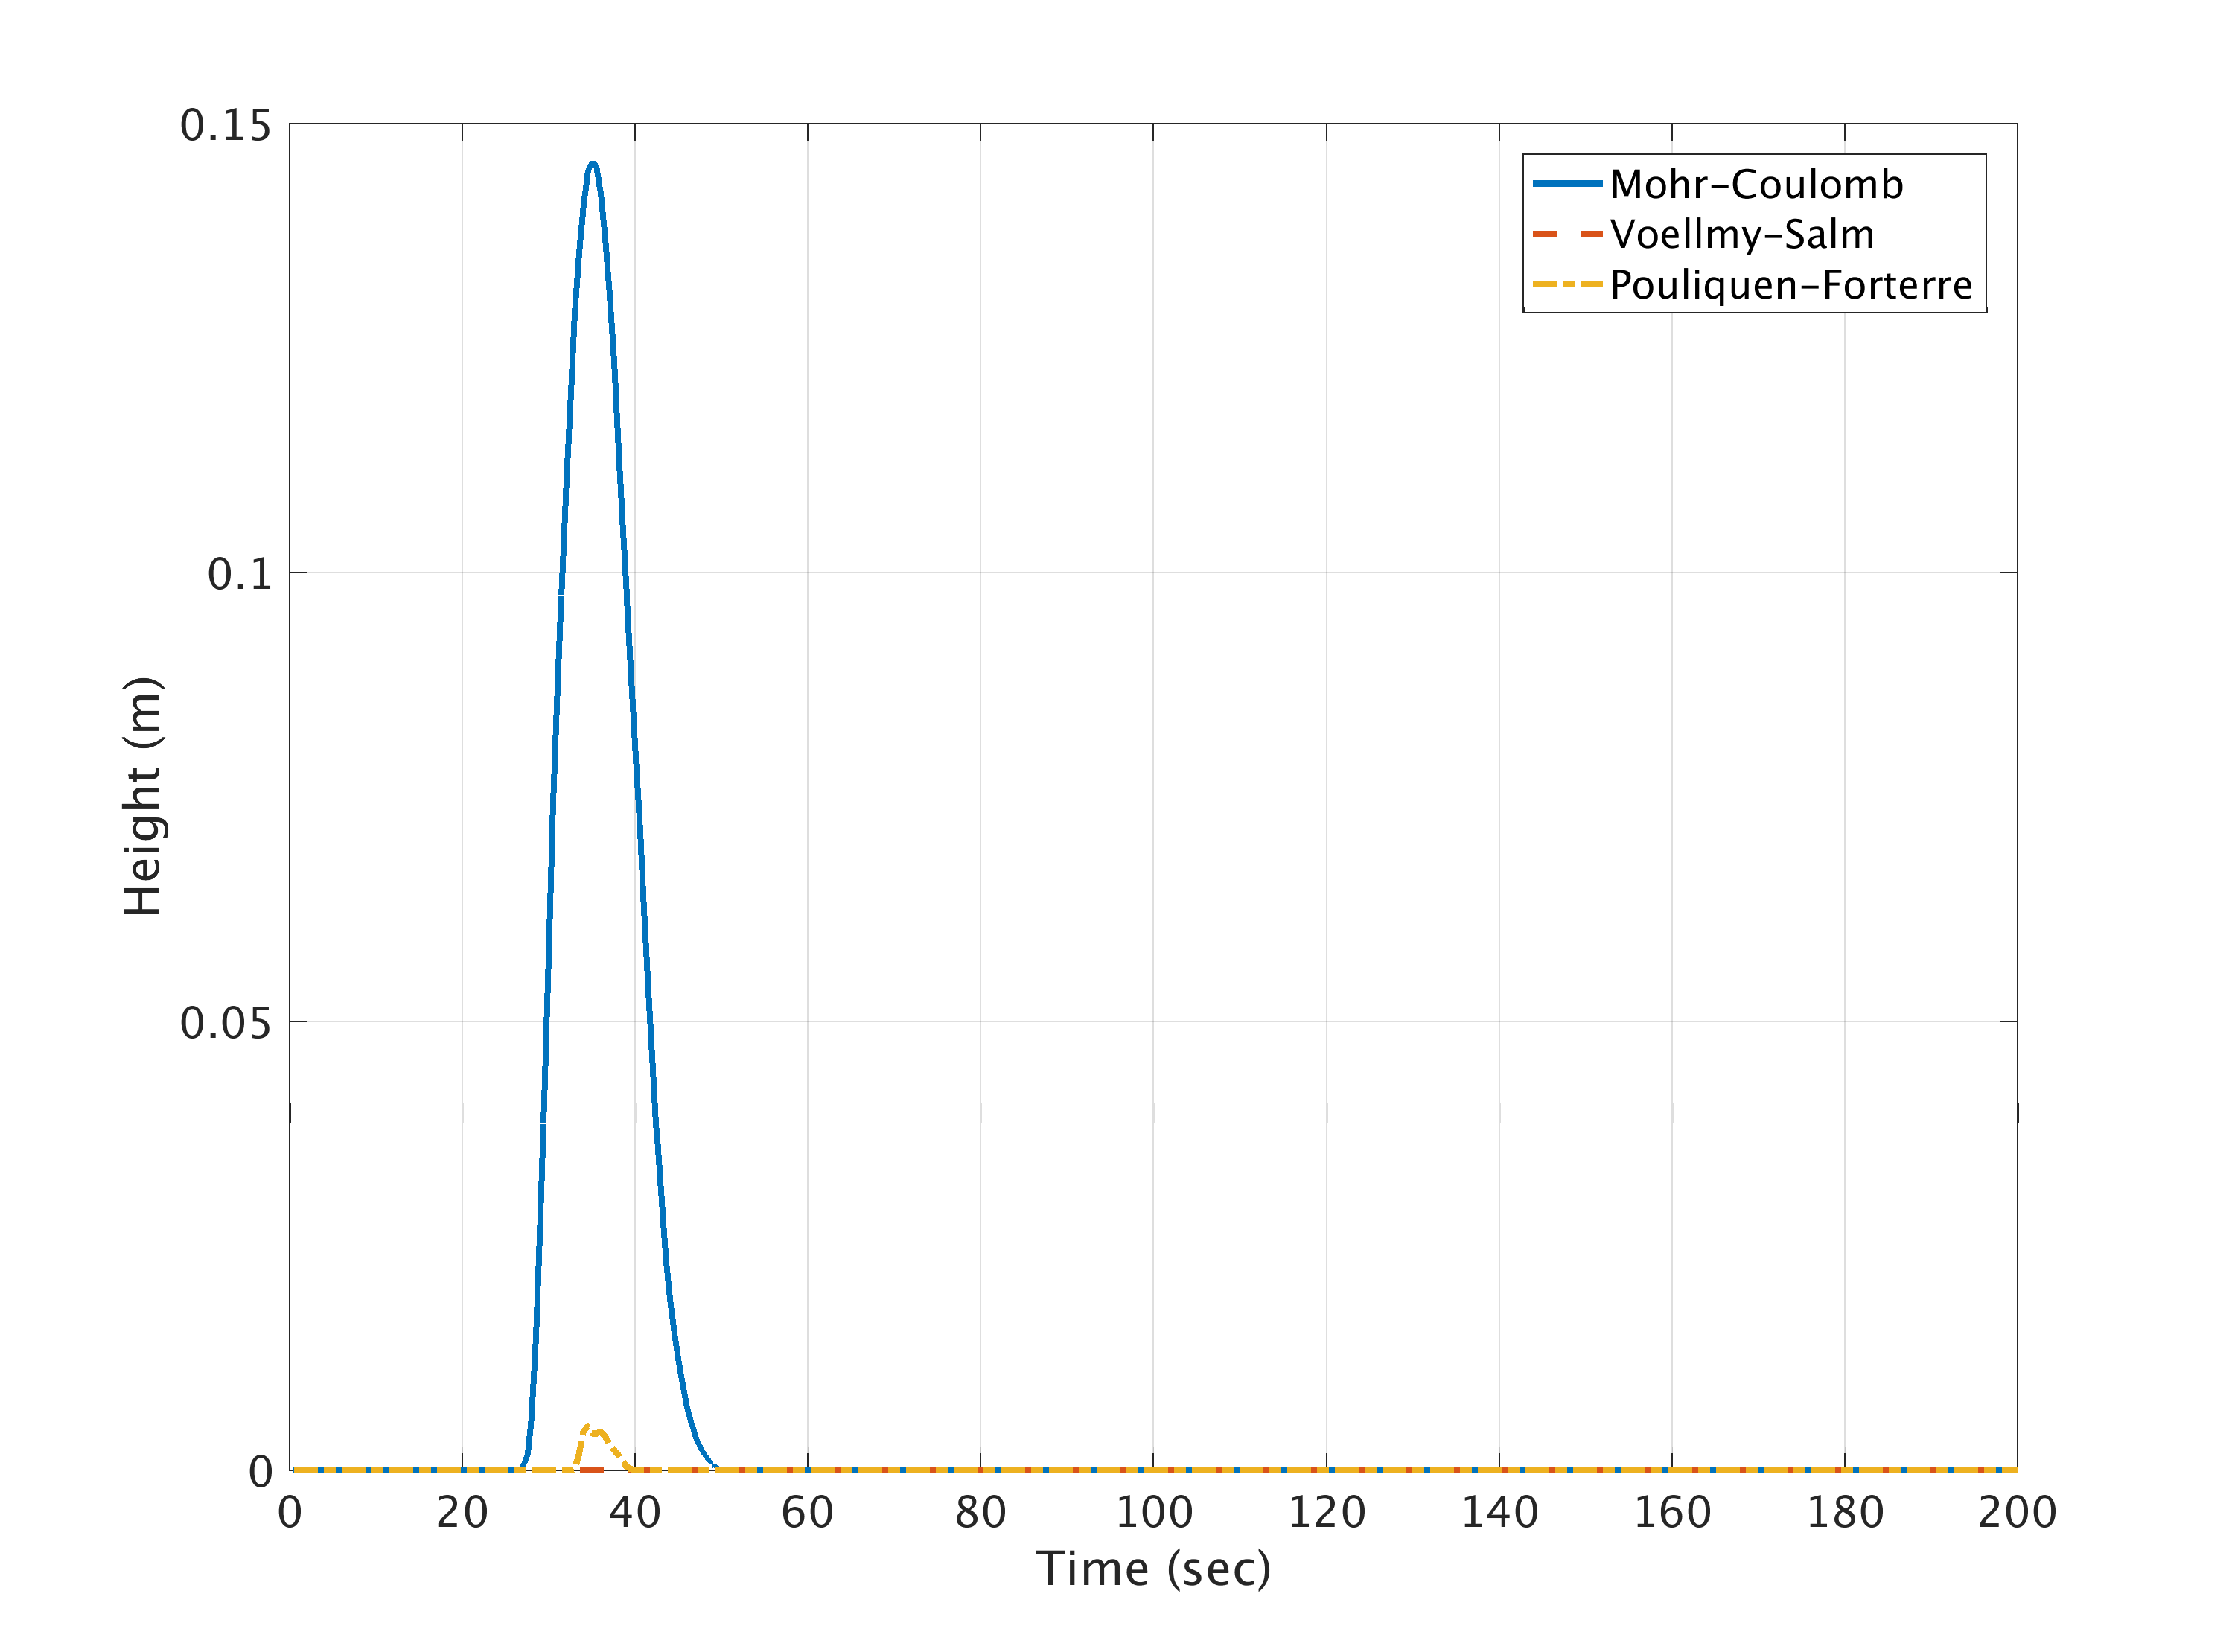 0.15
0.1
0.05
0
Height (m)
Mohr-Coulomb
Voellmy-Salm
Pouliquen-Forterre
0 20 40 60 80 100 120 140 160 180 200
Time (sec)